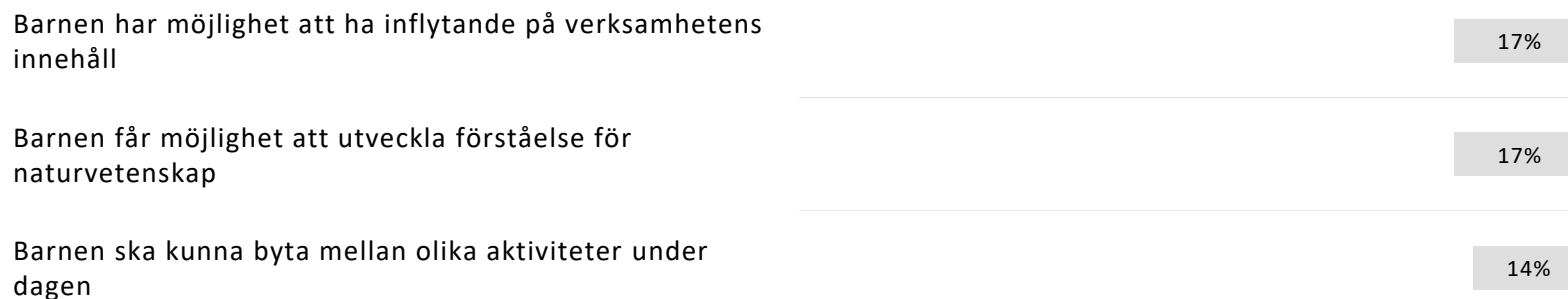 Barnen har möjlighet att ha inflytande på verksamhetens
innehåll
17%
Barnen får möjlighet att utveckla förståelse för
naturvetenskap
17%
Barnen ska kunna byta mellan olika aktiviteter under
dagen
14%